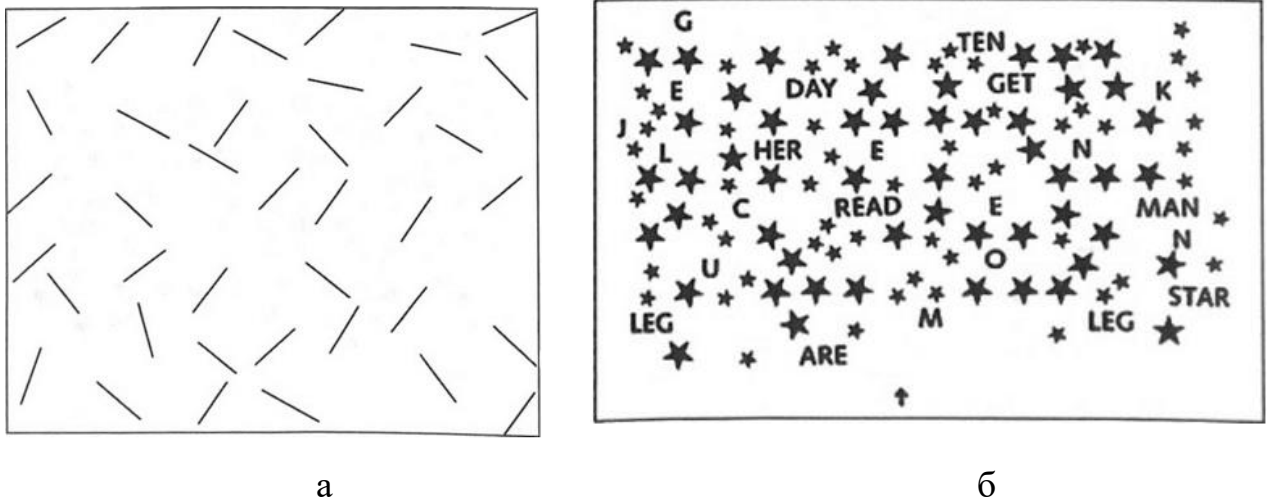 G
TEN
E DAY GET K
J
L HER E N
C READ E MAN
N
U O
STAR
LEG M LEG
ARE
а б